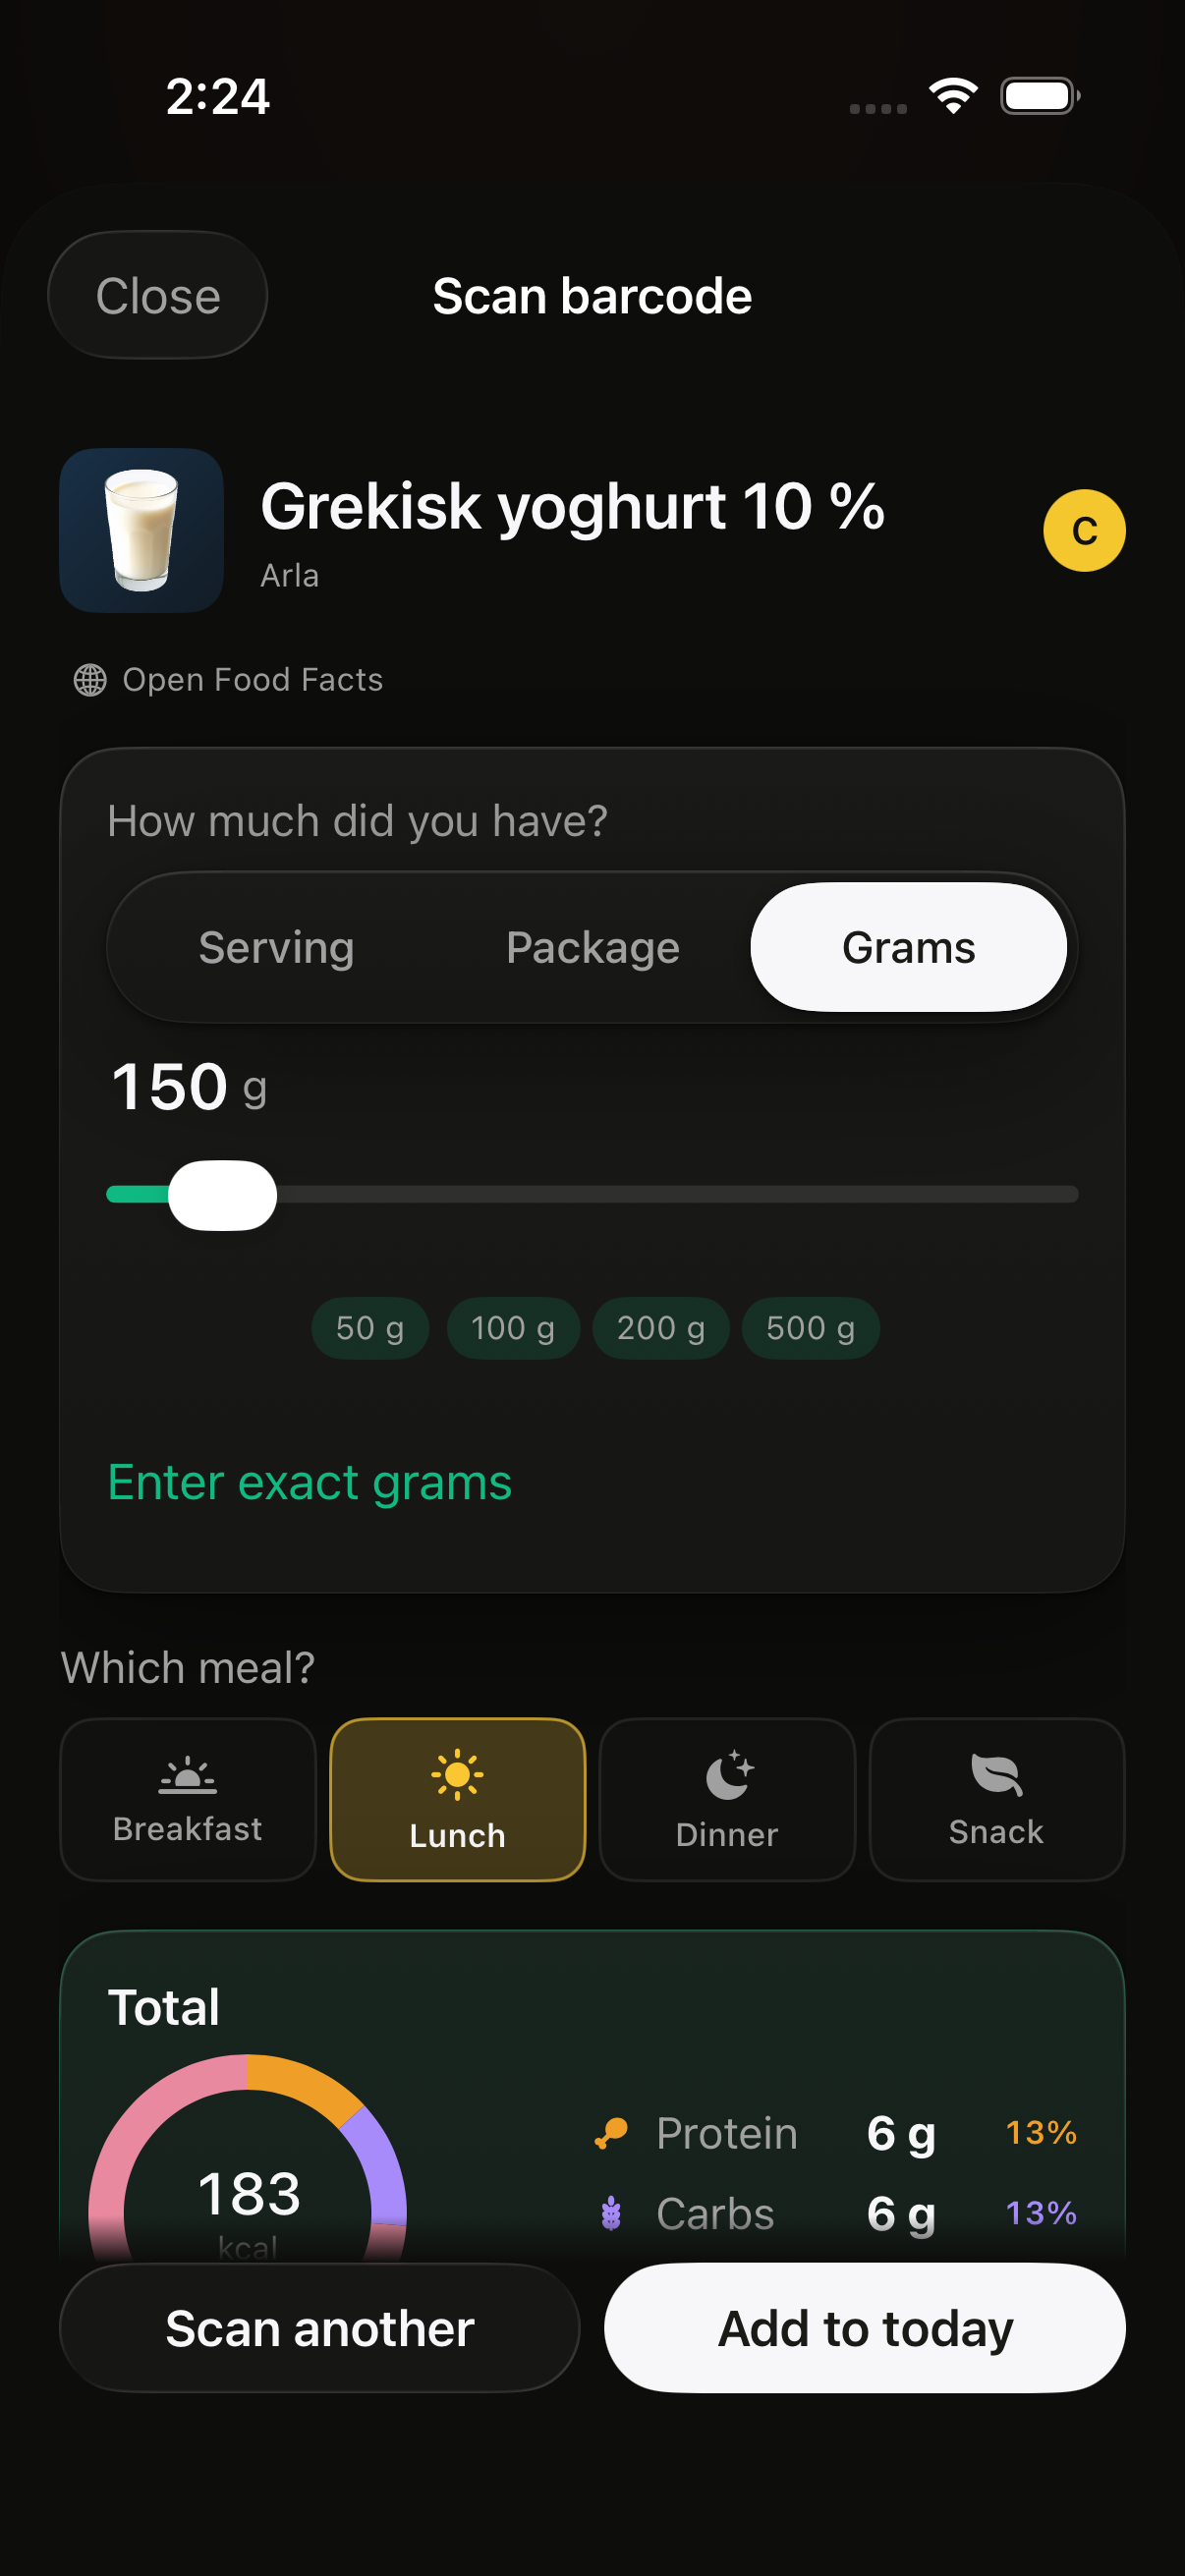 2:24
Close
Scan barcode
Grekisk yoghurt 10 %
Arla
C
Open Food Facts
How much did you have?
Serving
Package
Grams
150 g
50 g
100 g
200 g
500 g
Enter exact grams
Which meal?
Breakfast
Lunch
Dinner
Snack
Total
183
kcal
Protein 6 g 13%
Carbs 6 g 13%
Scan another
Add to today